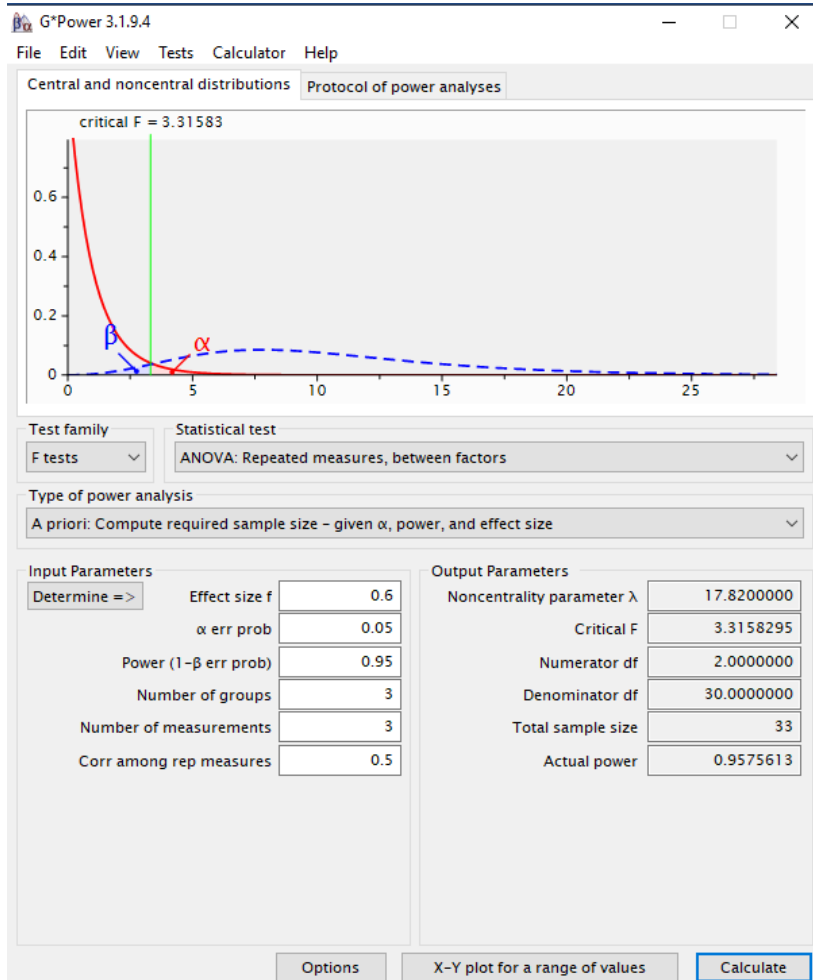 G*Power 3.1.9.4
File Edit View Tests Calculator Help
Central and noncentral distributions Protocol of power analyses
critical F = 3.31583
0.6
0.4
0.2
β α
0
0 5 10 15 20 25
Test family Statistical test
F tests ANOVA: Repeated measures, between factors
Type of power analysis
A priori: Compute required sample size – given α, power, and effect size
Input Parameters Output Parameters
Determine => Effect size f 0.6 Noncentrality parameter λ 17.8200000
α err prob 0.05 Critical F 3.3158295
Power (1-β err prob) 0.95 Numerator df 2.0000000
Number of groups 3 Denominator df 30.0000000
Number of measurements 3 Total sample size 33
Corr among rep measures 0.5 Actual power 0.9575613
Options X-Y plot for a range of values Calculate